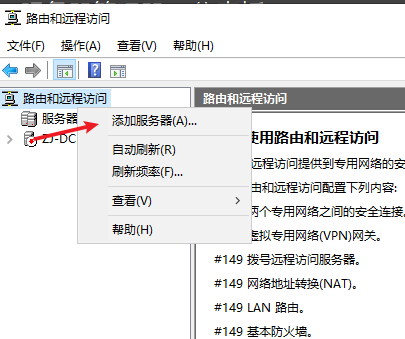 路由和远程访问
文件(F) 操作(A) 查看(V) 帮助(H)
路由和远程访问
服务器
ZJ-DC
添加服务器(A)...
自动刷新(R)
刷新频率(F)...
查看(V)
帮助(H)
路由和远程访问
使用路由和远程访问
远程访问提供到专用网络的安
由和远程访问配置下列内容:
两个专用网络之间的安全连接。
虚拟专用网络(VPN)网关。
#149 拨号远程访问服务器。
#149 网络地址转换(NAT)。
#149 LAN 路由。
#149 基本防火墙。